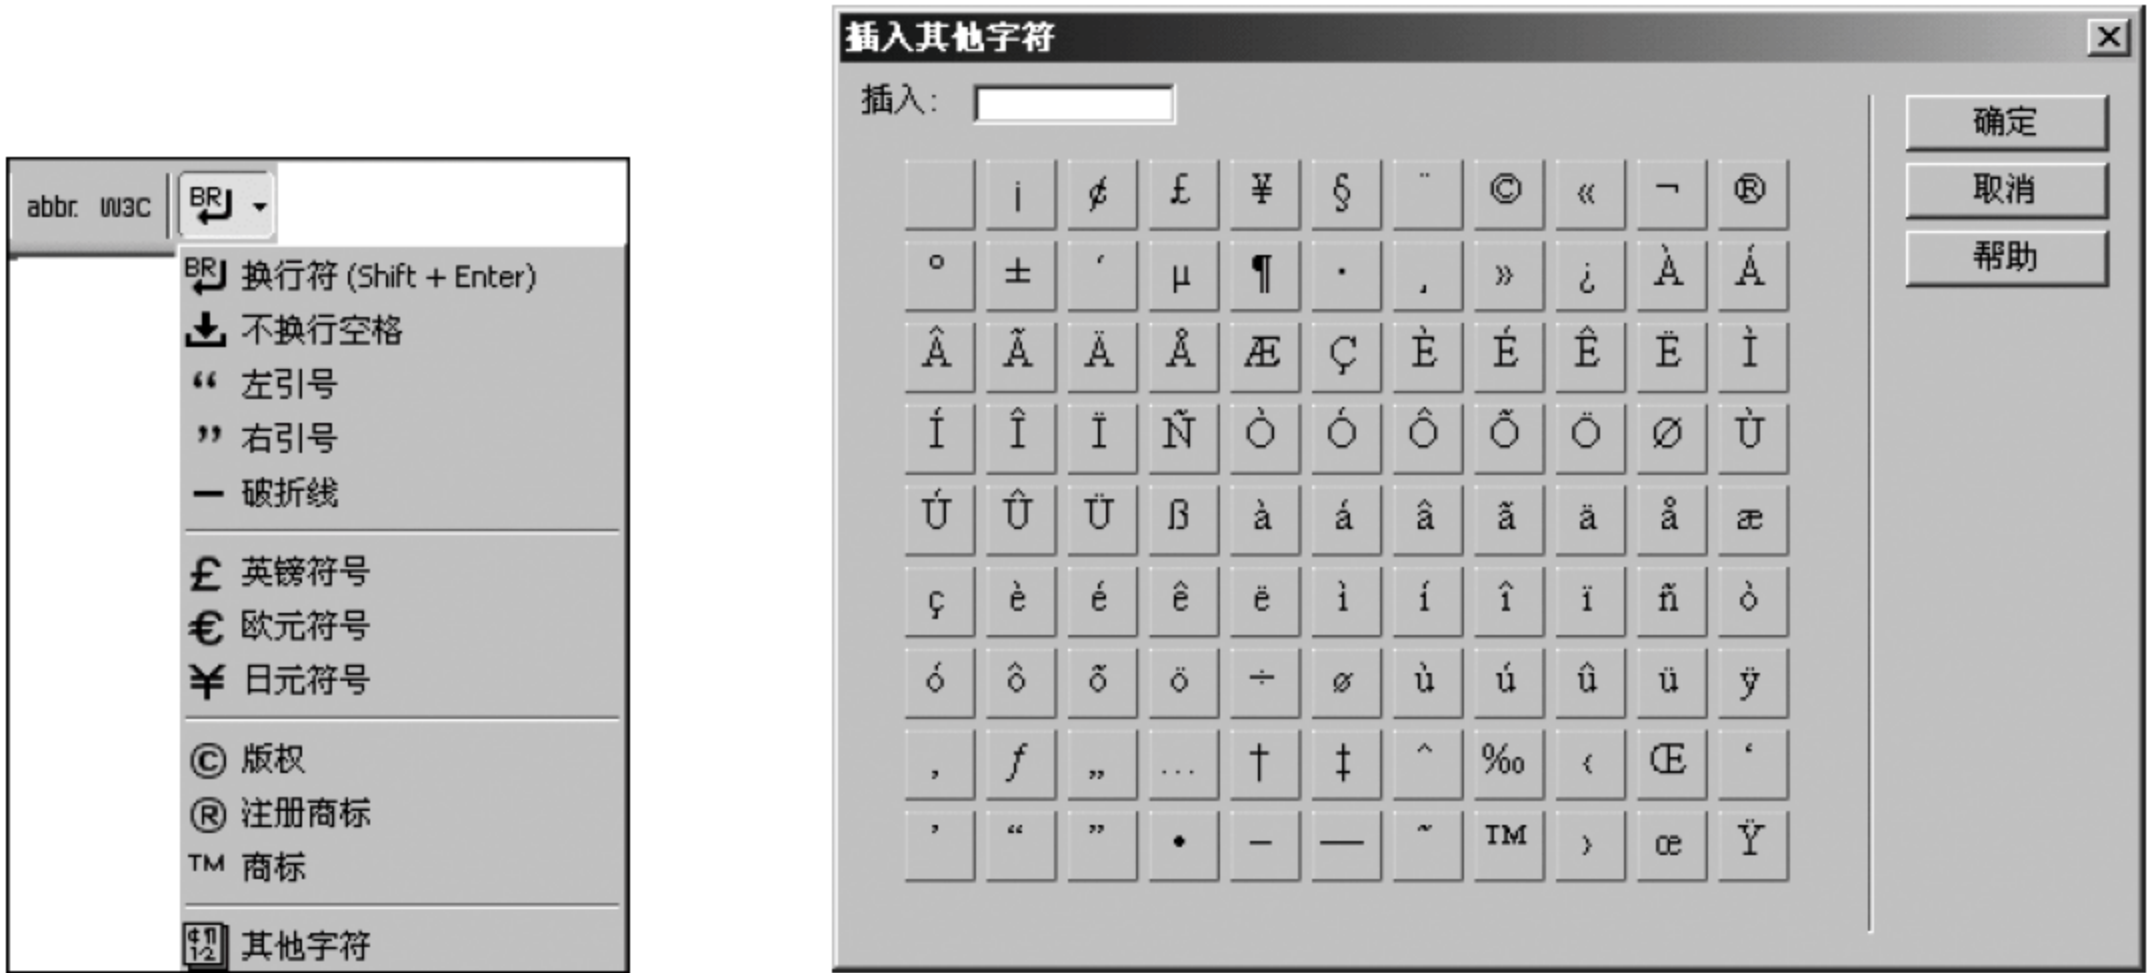 abbr. W3C BR
BR 换行符 (Shift + Enter)
不换行空格
“ 左引号
” 右引号
— 破折线
£ 英镑符号
€ 欧元符号
¥ 日元符号
© 版权
® 注册商标
TM 商标
其他字符
插入其他字符
插入:
¡ ¢ £ ¥ § ¨ © « ¬ ®
° ± ´ µ ¶ · ¸ » ¿ À Á
Â Ã Ä Å Æ Ç È É Ê Ë Ì
Í Î Ï Ñ Ò Ó Ô Õ Ö Ø Ù
Ú Û Ü ß à á â ã ä å æ
ç è é ê ë ì í î ï ñ ò
ó ô õ ö ÷ ø ù ú û ü ÿ
‚ ƒ „ … † ‡ ˆ ‰ ‹ Œ ‘
’ “ ” • – — ˜ ™ › œ Ÿ
确定
取消
帮助